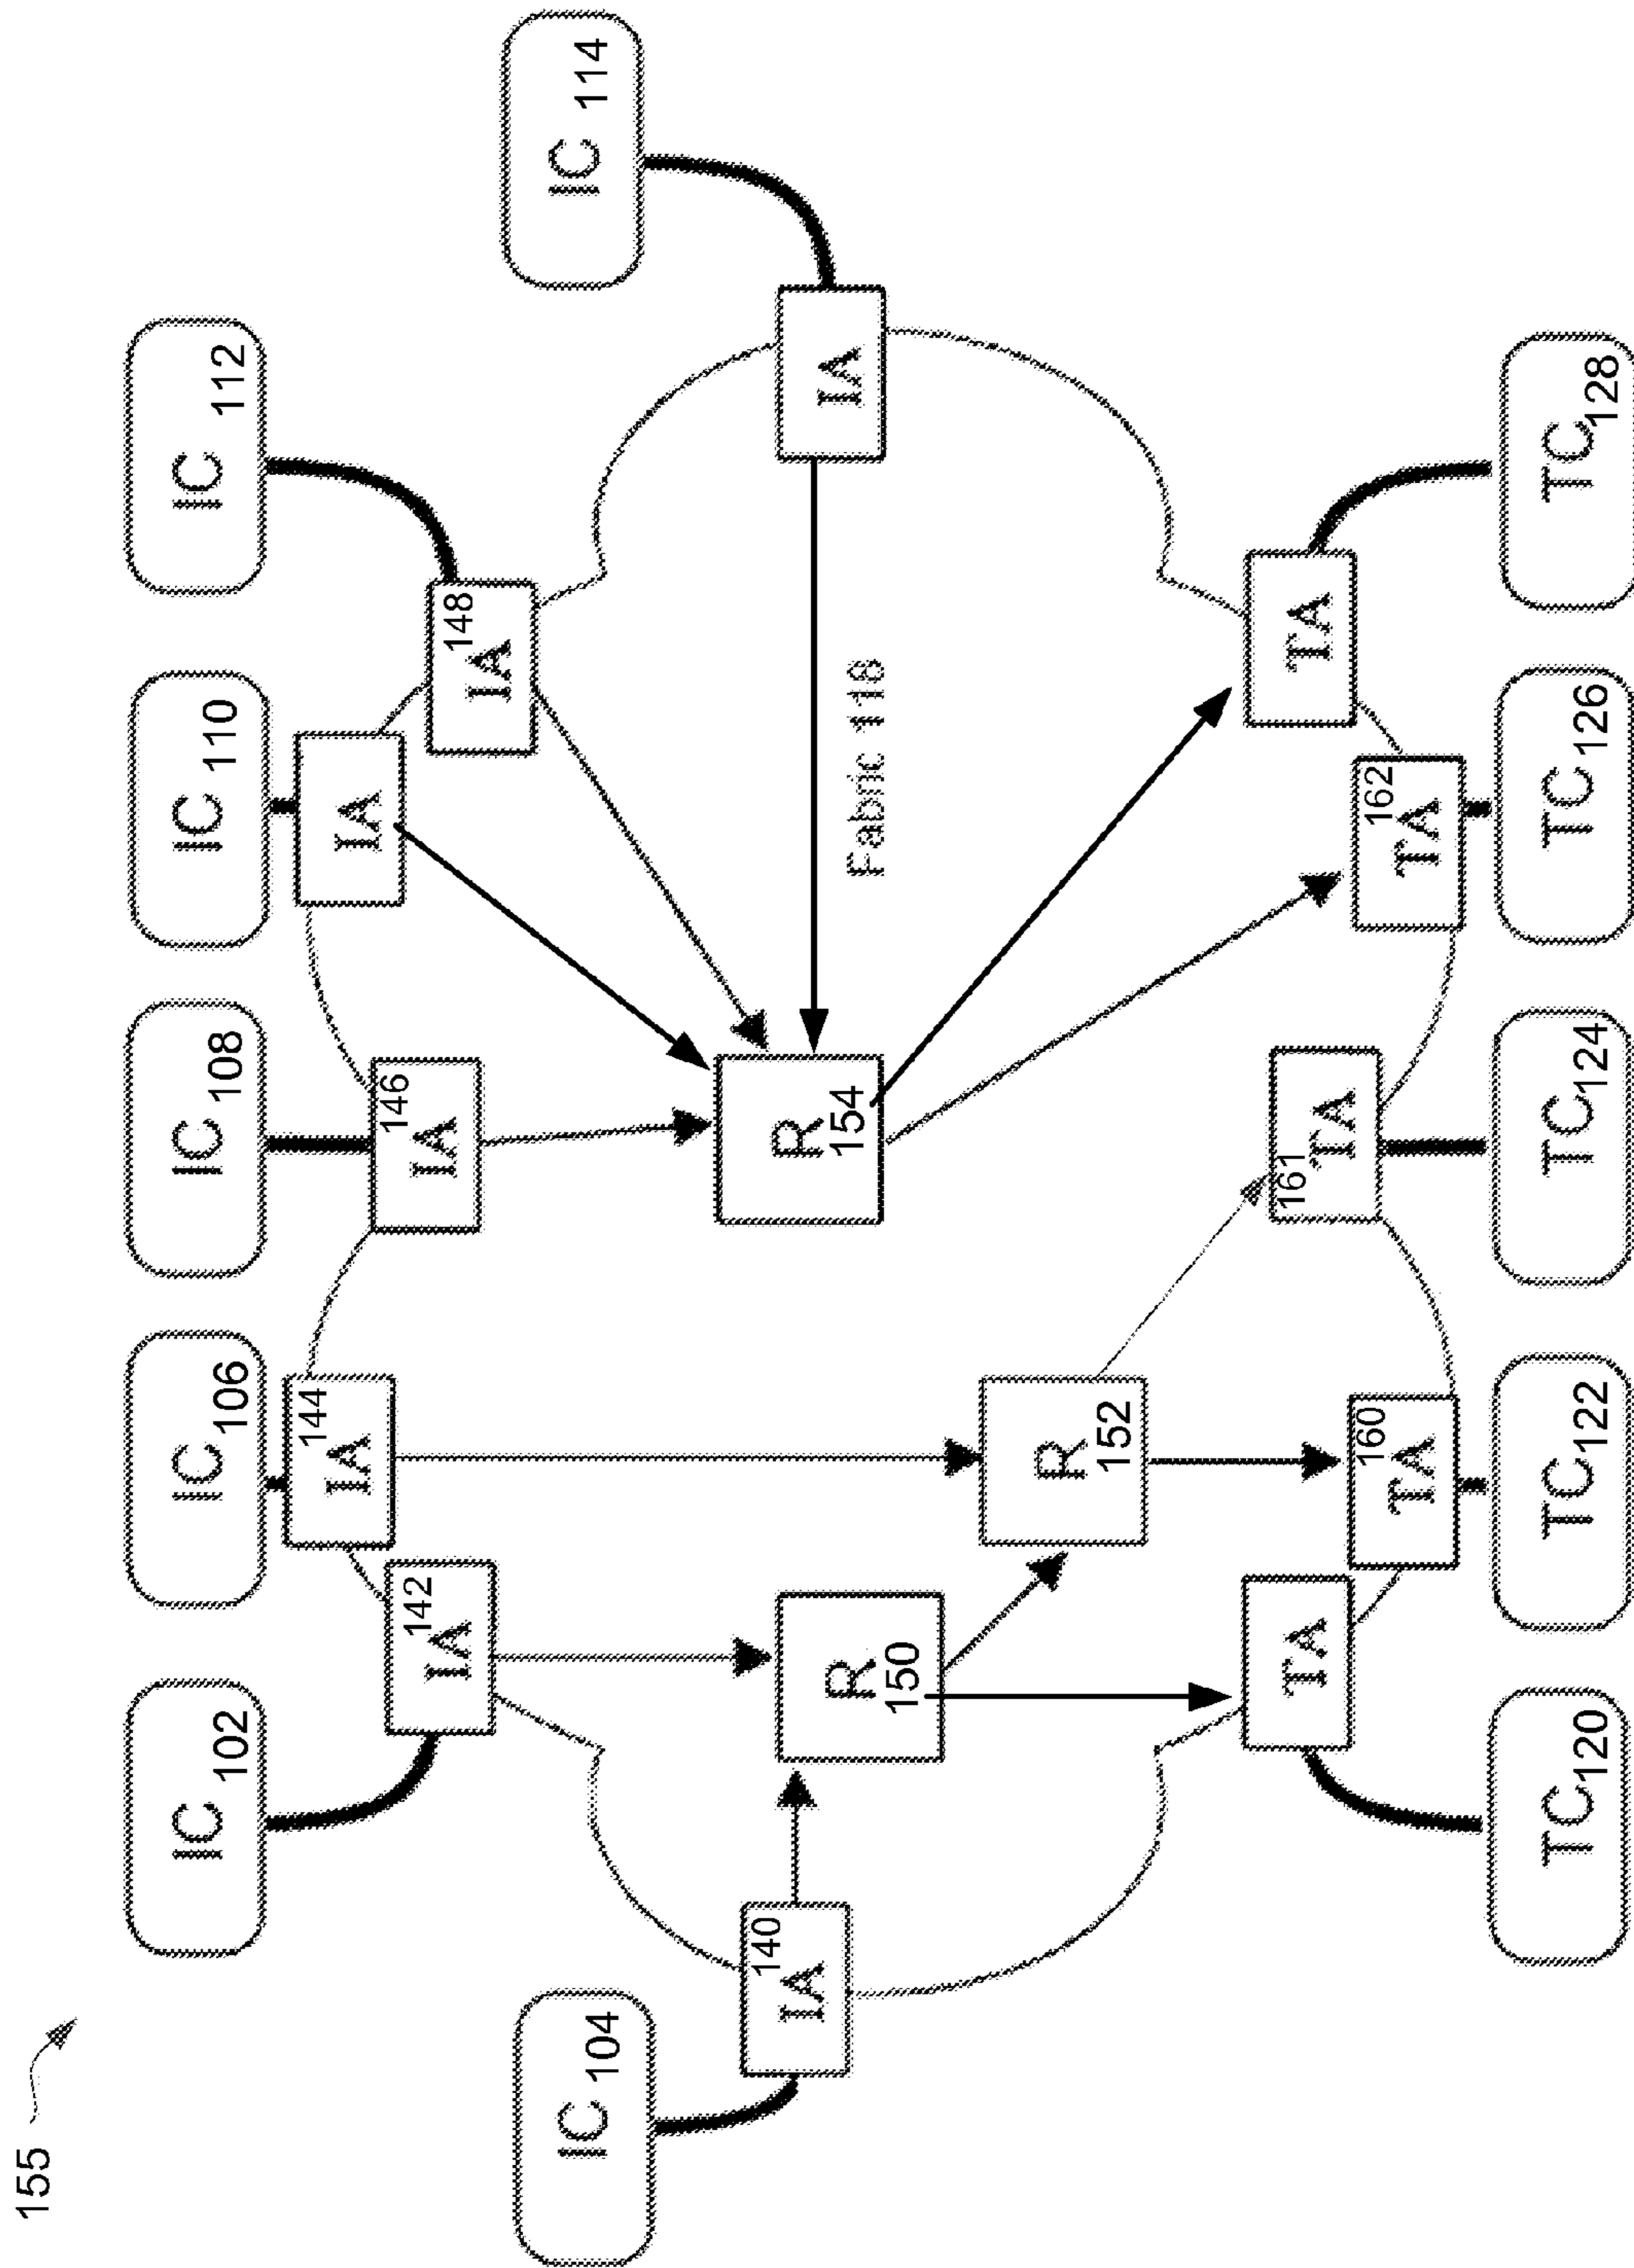 155
IC 102
IC 106
IC 108
IC 110
IC 112
144
IA
IA
142
IA
146
IA
148
IA
IC 104
IC 114
140
IA
R
150
R
154
IA
Fabric 118
R
152
TA
161 TA
TA
160
TA
162
TA
TC 120
TC 122
TC 124
TC 126
TC 128